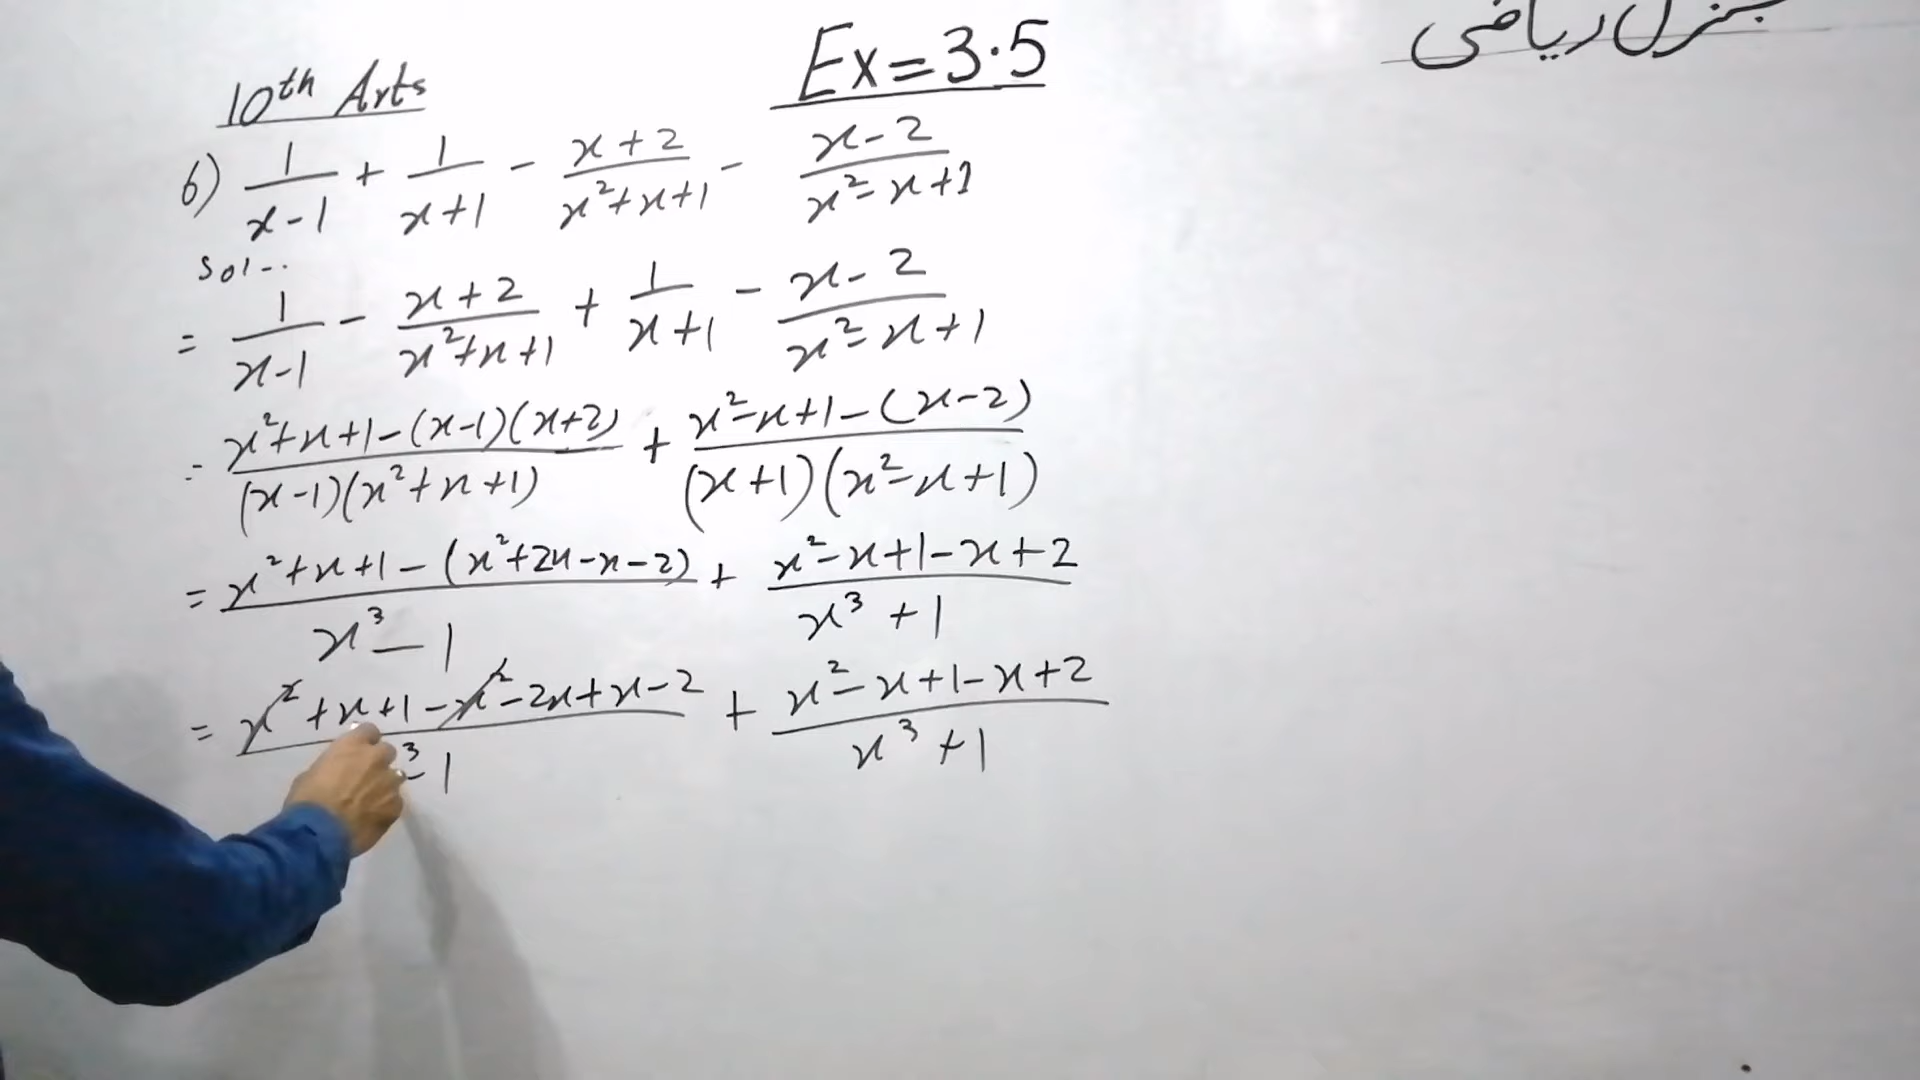 10th Arts
Ex=3.5
جنرل ریاضی
6) 1/(x-1) + 1/(x+1) - (x+2)/(x²+x+1) - (x-2)/(x²-x+1)
Sol--
= 1/(x-1) - (x+2)/(x²+x+1) + 1/(x+1) - (x-2)/(x²-x+1)
= (x²+x+1-(x-1)(x+2))/((x-1)(x²+x+1)) + (x²-x+1-(x-2))/((x+1)(x²-x+1))
= (x²+x+1-(x²+2x-x-2))/(x³-1) + (x²-x+1-x+2)/(x³+1)
= (x²+x+1-x²-2x+x-2)/(³-1) + (x²-x+1-x+2)/(x³+1)